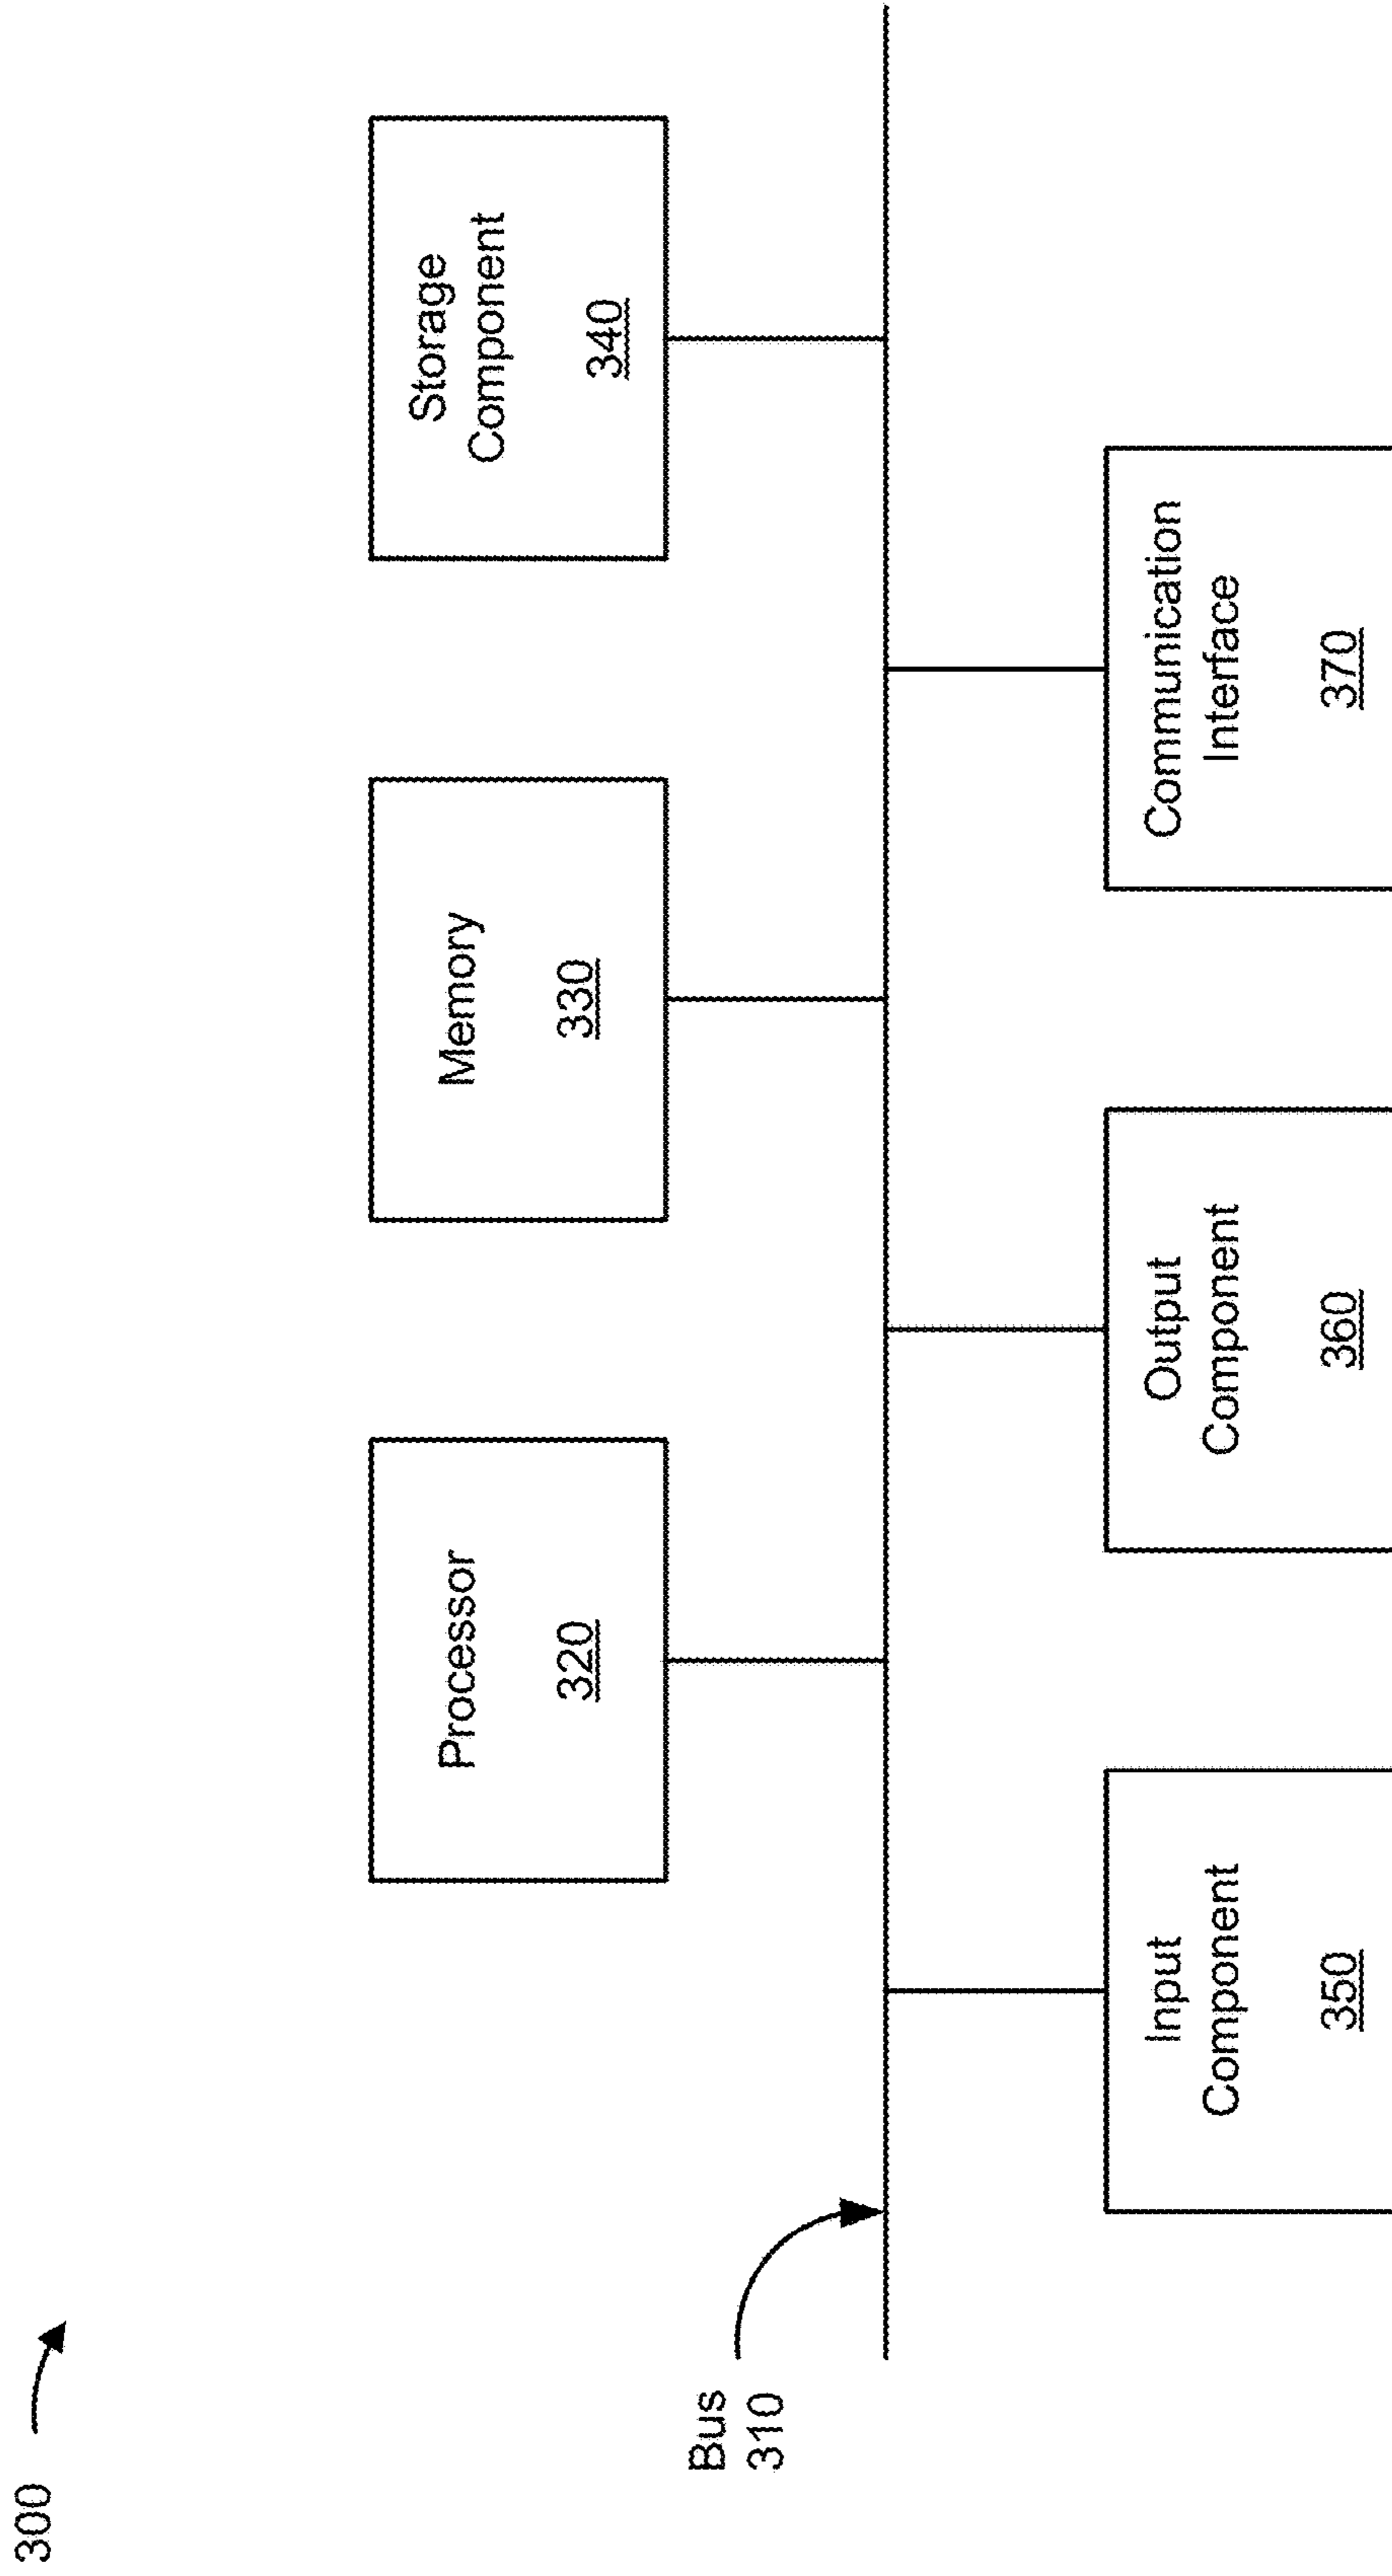 300
Processor
320
Memory
330
Storage
Component
340
Bus
310
Input
Component
350
Output
Component
360
Communication
Interface
370